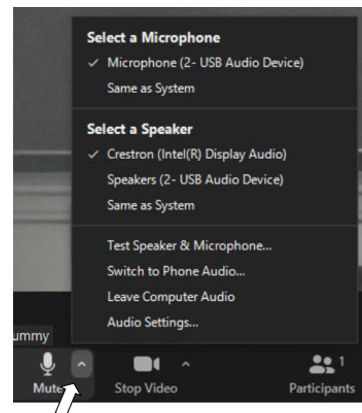 Select a Microphone
✓ Microphone (2- USB Audio Device)
Same as System
Select a Speaker
✓ Crestron (Intel(R) Display Audio)
Speakers (2- USB Audio Device)
Same as System
Test Speaker & Microphone...
Switch to Phone Audio...
Leave Computer Audio
Audio Settings...
ummy
Mute
Stop Video
Participants 1